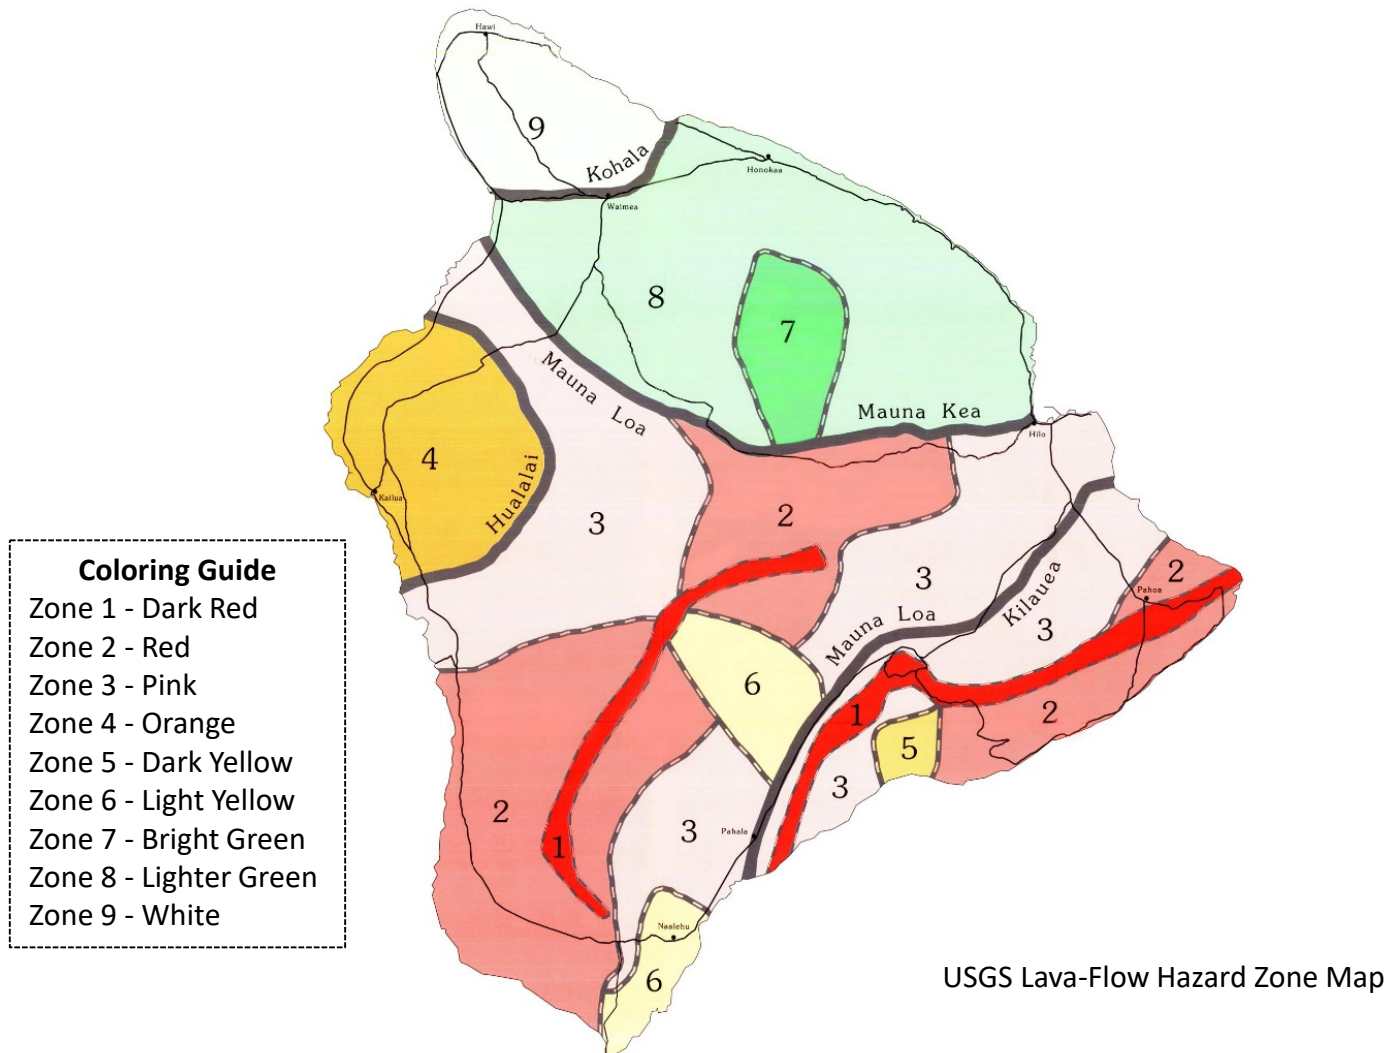 Hawi
9
Kohala
Honokaa
Waimea
8
7
Mauna Loa
Mauna Kea
Hilo
4
Hualalai
Kailua
3
2
3
Kilauea
2
Pahoa
Mauna Loa
3
6
1
2
5
3
2
3
Pahala
1
Naalehu
6
Coloring Guide
Zone 1 - Dark Red
Zone 2 - Red
Zone 3 - Pink
Zone 4 - Orange
Zone 5 - Dark Yellow
Zone 6 - Light Yellow
Zone 7 - Bright Green
Zone 8 - Lighter Green
Zone 9 - White
USGS Lava-Flow Hazard Zone Map